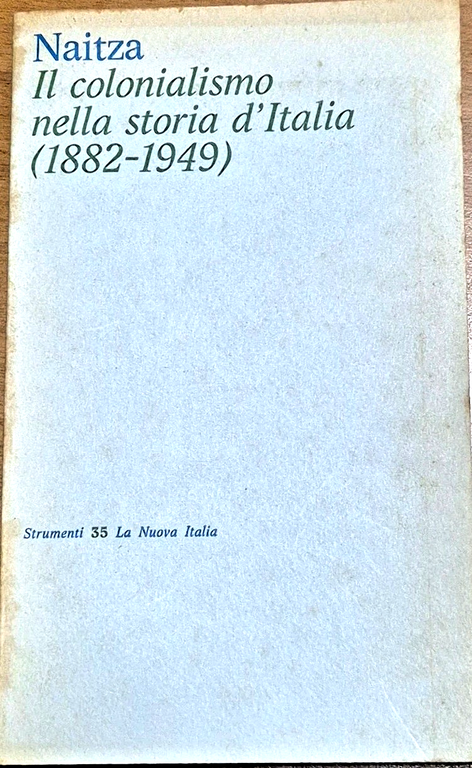 Naitza
Il colonialismo
nella storia d'Italia
(1882-1949)
Strumenti 35 La Nuova Italia